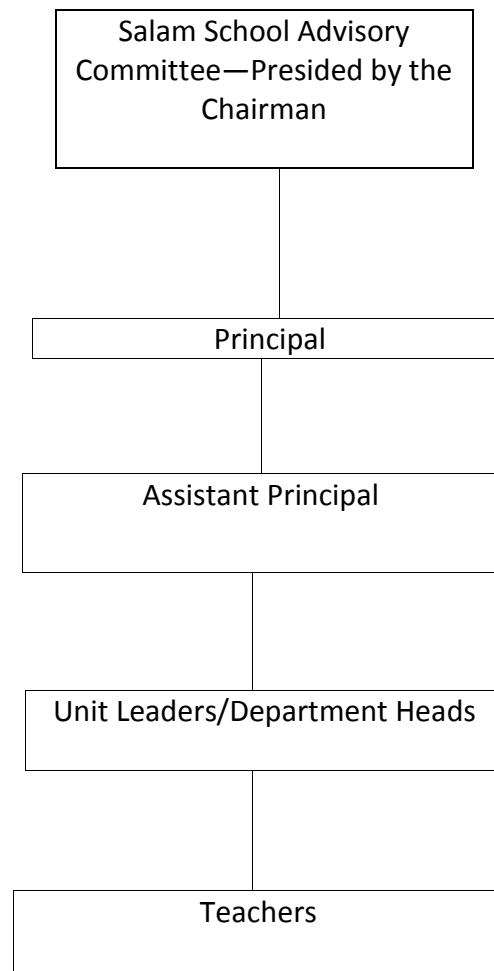 Salam School Advisory
Committee—Presided by the
Chairman
Principal
Assistant Principal
Unit Leaders/Department Heads
Teachers